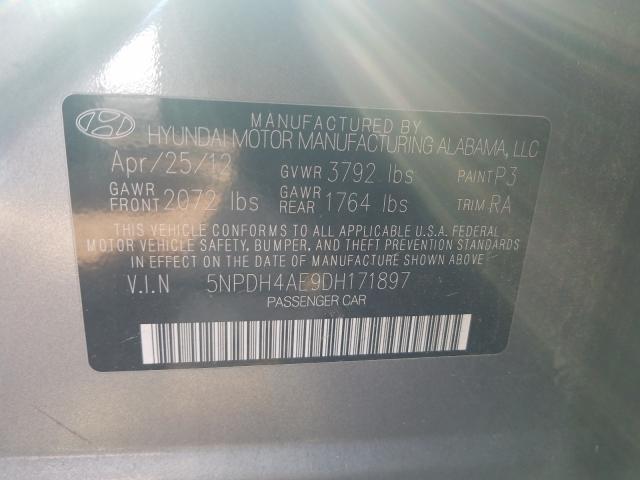 MANUFACTURED BY
HYUNDAI MOTOR MANUFACTURING ALABAMA, LLC
Apr/25/12 GVWR 3792 lbs PAINT P3
GAWR FRONT 2072 lbs GAWR REAR 1764 lbs TRIM RA
THIS VEHICLE CONFORMS TO ALL APPLICABLE U.S.A. FEDERAL
MOTOR VEHICLE SAFETY, BUMPER, AND THEFT PREVENTION STANDARDS
IN EFFECT ON THE DATE OF MANUFACTURE SHOWN ABOVE.
V.I.N 5NPDH4AE9DH171897
PASSENGER CAR